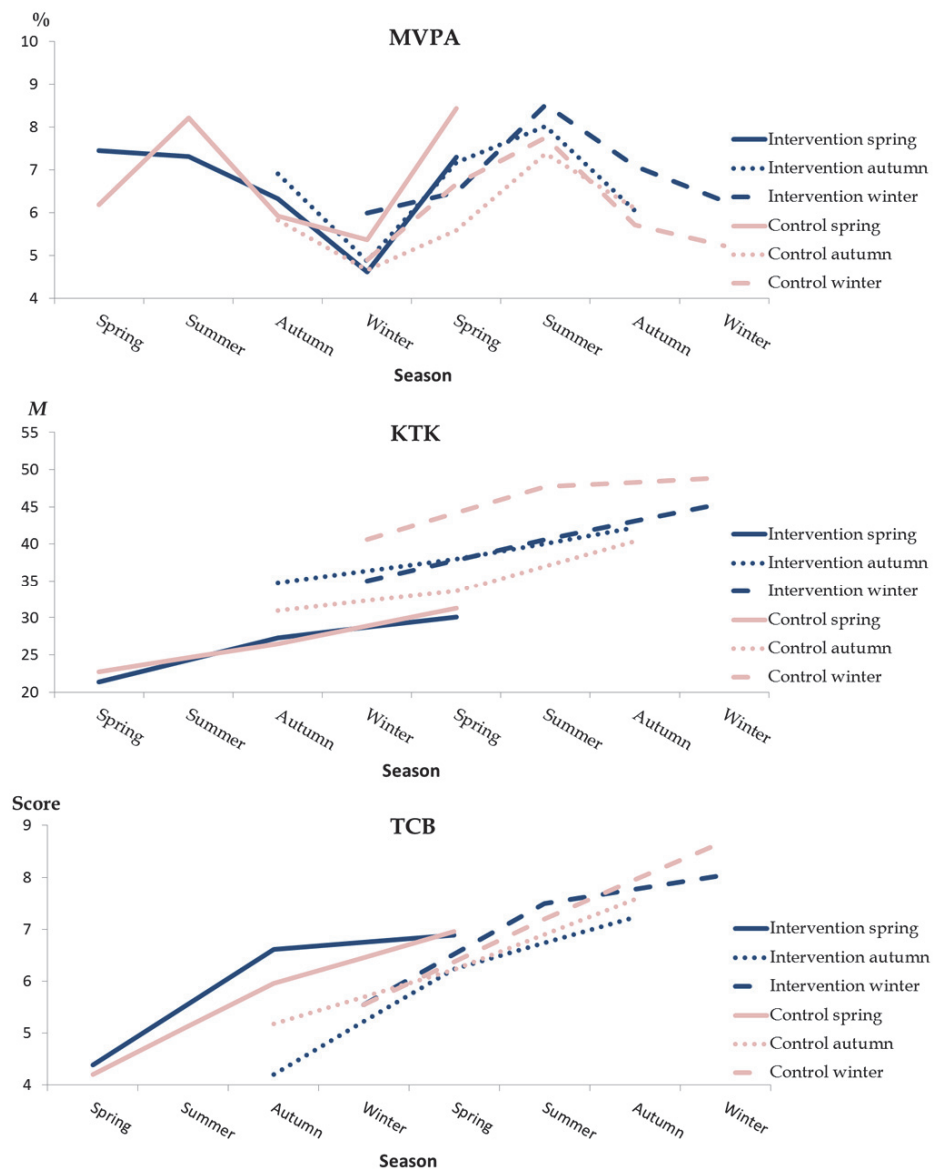 %
MVPA
10
9
8
7
6
5
4
Intervention spring
Intervention autumn
Intervention winter
Control spring
Control autumn
Control winter
Spring Summer Autumn Winter Spring Summer Autumn Winter
Season
M
KTK
55
50
45
40
35
30
25
20
Intervention spring
Intervention autumn
Intervention winter
Control spring
Control autumn
Control winter
Spring Summer Autumn Winter Spring Summer Autumn Winter
Season
Score
TCB
9
8
7
6
5
4
Intervention spring
Intervention autumn
Intervention winter
Control spring
Control autumn
Control winter
Spring Summer Autumn Winter Spring Summer Autumn Winter
Season